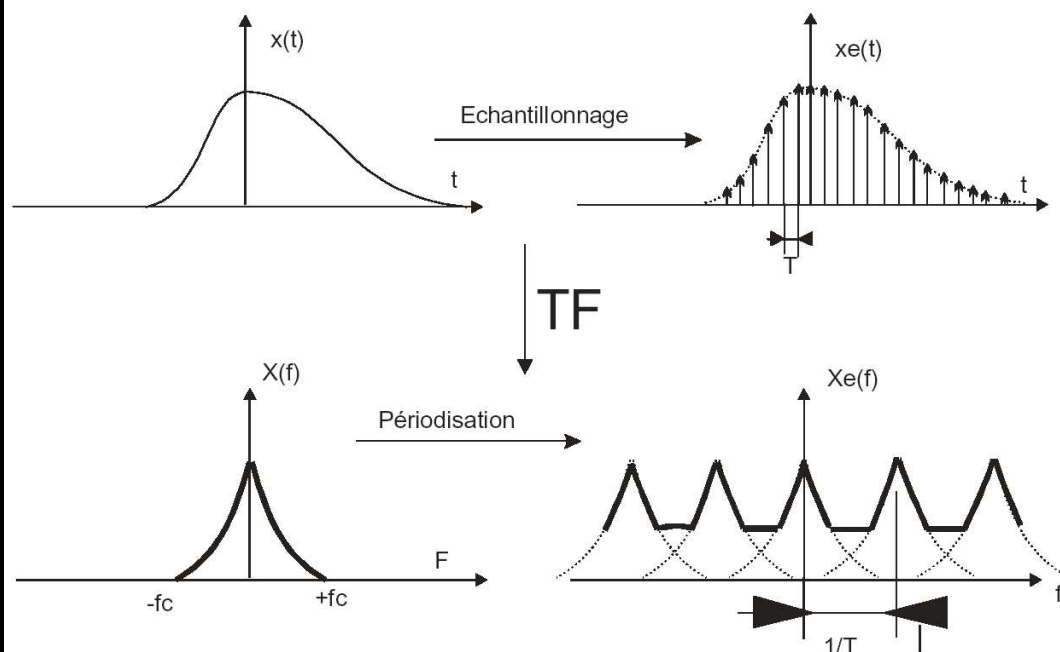 x(t)
xe(t)
Echantillonnage
t
t
T
TF
X(f)
Xe(f)
Périodisation
F
f
-fc
+fc
1/T